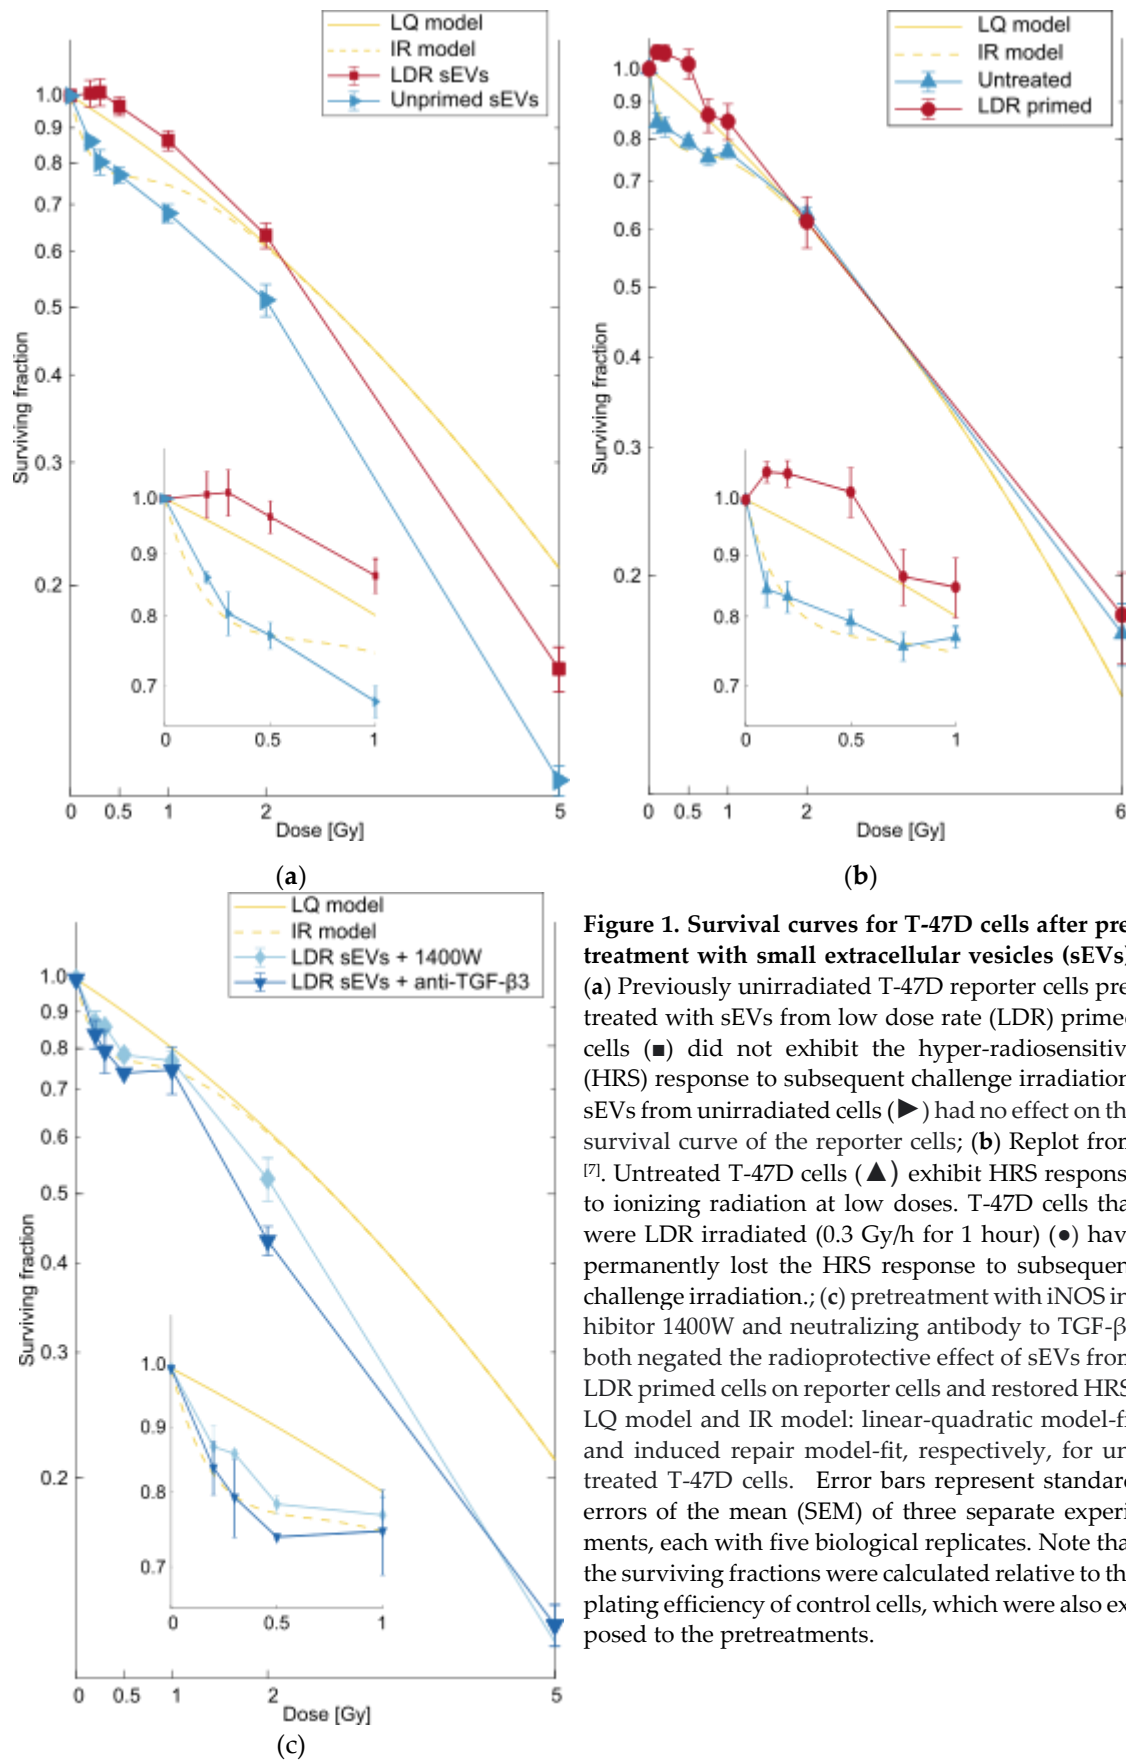 LQ model
IR model
LDR sEVs
Unprimed sEVs
1.0
0.9
0.8
0.7
0.6
0.5
0.4
0.3
0.2
Surviving fraction
1.0
0.9
0.8
0.7
0
0.5
1
0
0.5
1
2
5
Dose [Gy]
(a)
LQ model
IR model
Untreated
LDR primed
1.0
0.9
0.8
0.7
0.6
0.5
0.4
0.3
0.2
Surviving fraction
1.0
0.9
0.8
0.7
0
0.5
1
0
0.5
1
2
6
Dose [Gy]
(b)
LQ model
IR model
LDR sEVs + 1400W
LDR sEVs + anti-TGF-β3
1.0
0.9
0.8
0.7
0.6
0.5
0.4
0.3
0.2
Surviving fraction
1.0
0.9
0.8
0.7
0
0.5
1
0
0.5
1
2
5
Dose [Gy]
(c)
Figure 1. Survival curves for T-47D cells after pre
treatment with small extracellular vesicles (sEVs)
(a) Previously unirradiated T-47D reporter cells pre
treated with sEVs from low dose rate (LDR) primed
cells (■) did not exhibit the hyper-radiosensitiv
(HRS) response to subsequent challenge irradiation
sEVs from unirradiated cells (▶) had no effect on th
survival curve of the reporter cells; (b) Replot from
[7]. Untreated T-47D cells (▲) exhibit HRS respons
to ionizing radiation at low doses. T-47D cells tha
were LDR irradiated (0.3 Gy/h for 1 hour) (●) hav
permanently lost the HRS response to subsequen
challenge irradiation.; (c) pretreatment with iNOS in
hibitor 1400W and neutralizing antibody to TGF-β
both negated the radioprotective effect of sEVs from
LDR primed cells on reporter cells and restored HRS
LQ model and IR model: linear-quadratic model-fi
and induced repair model-fit, respectively, for un
treated T-47D cells. Error bars represent standard
errors of the mean (SEM) of three separate experi
ments, each with five biological replicates. Note tha
the surviving fractions were calculated relative to th
plating efficiency of control cells, which were also ex
posed to the pretreatments.